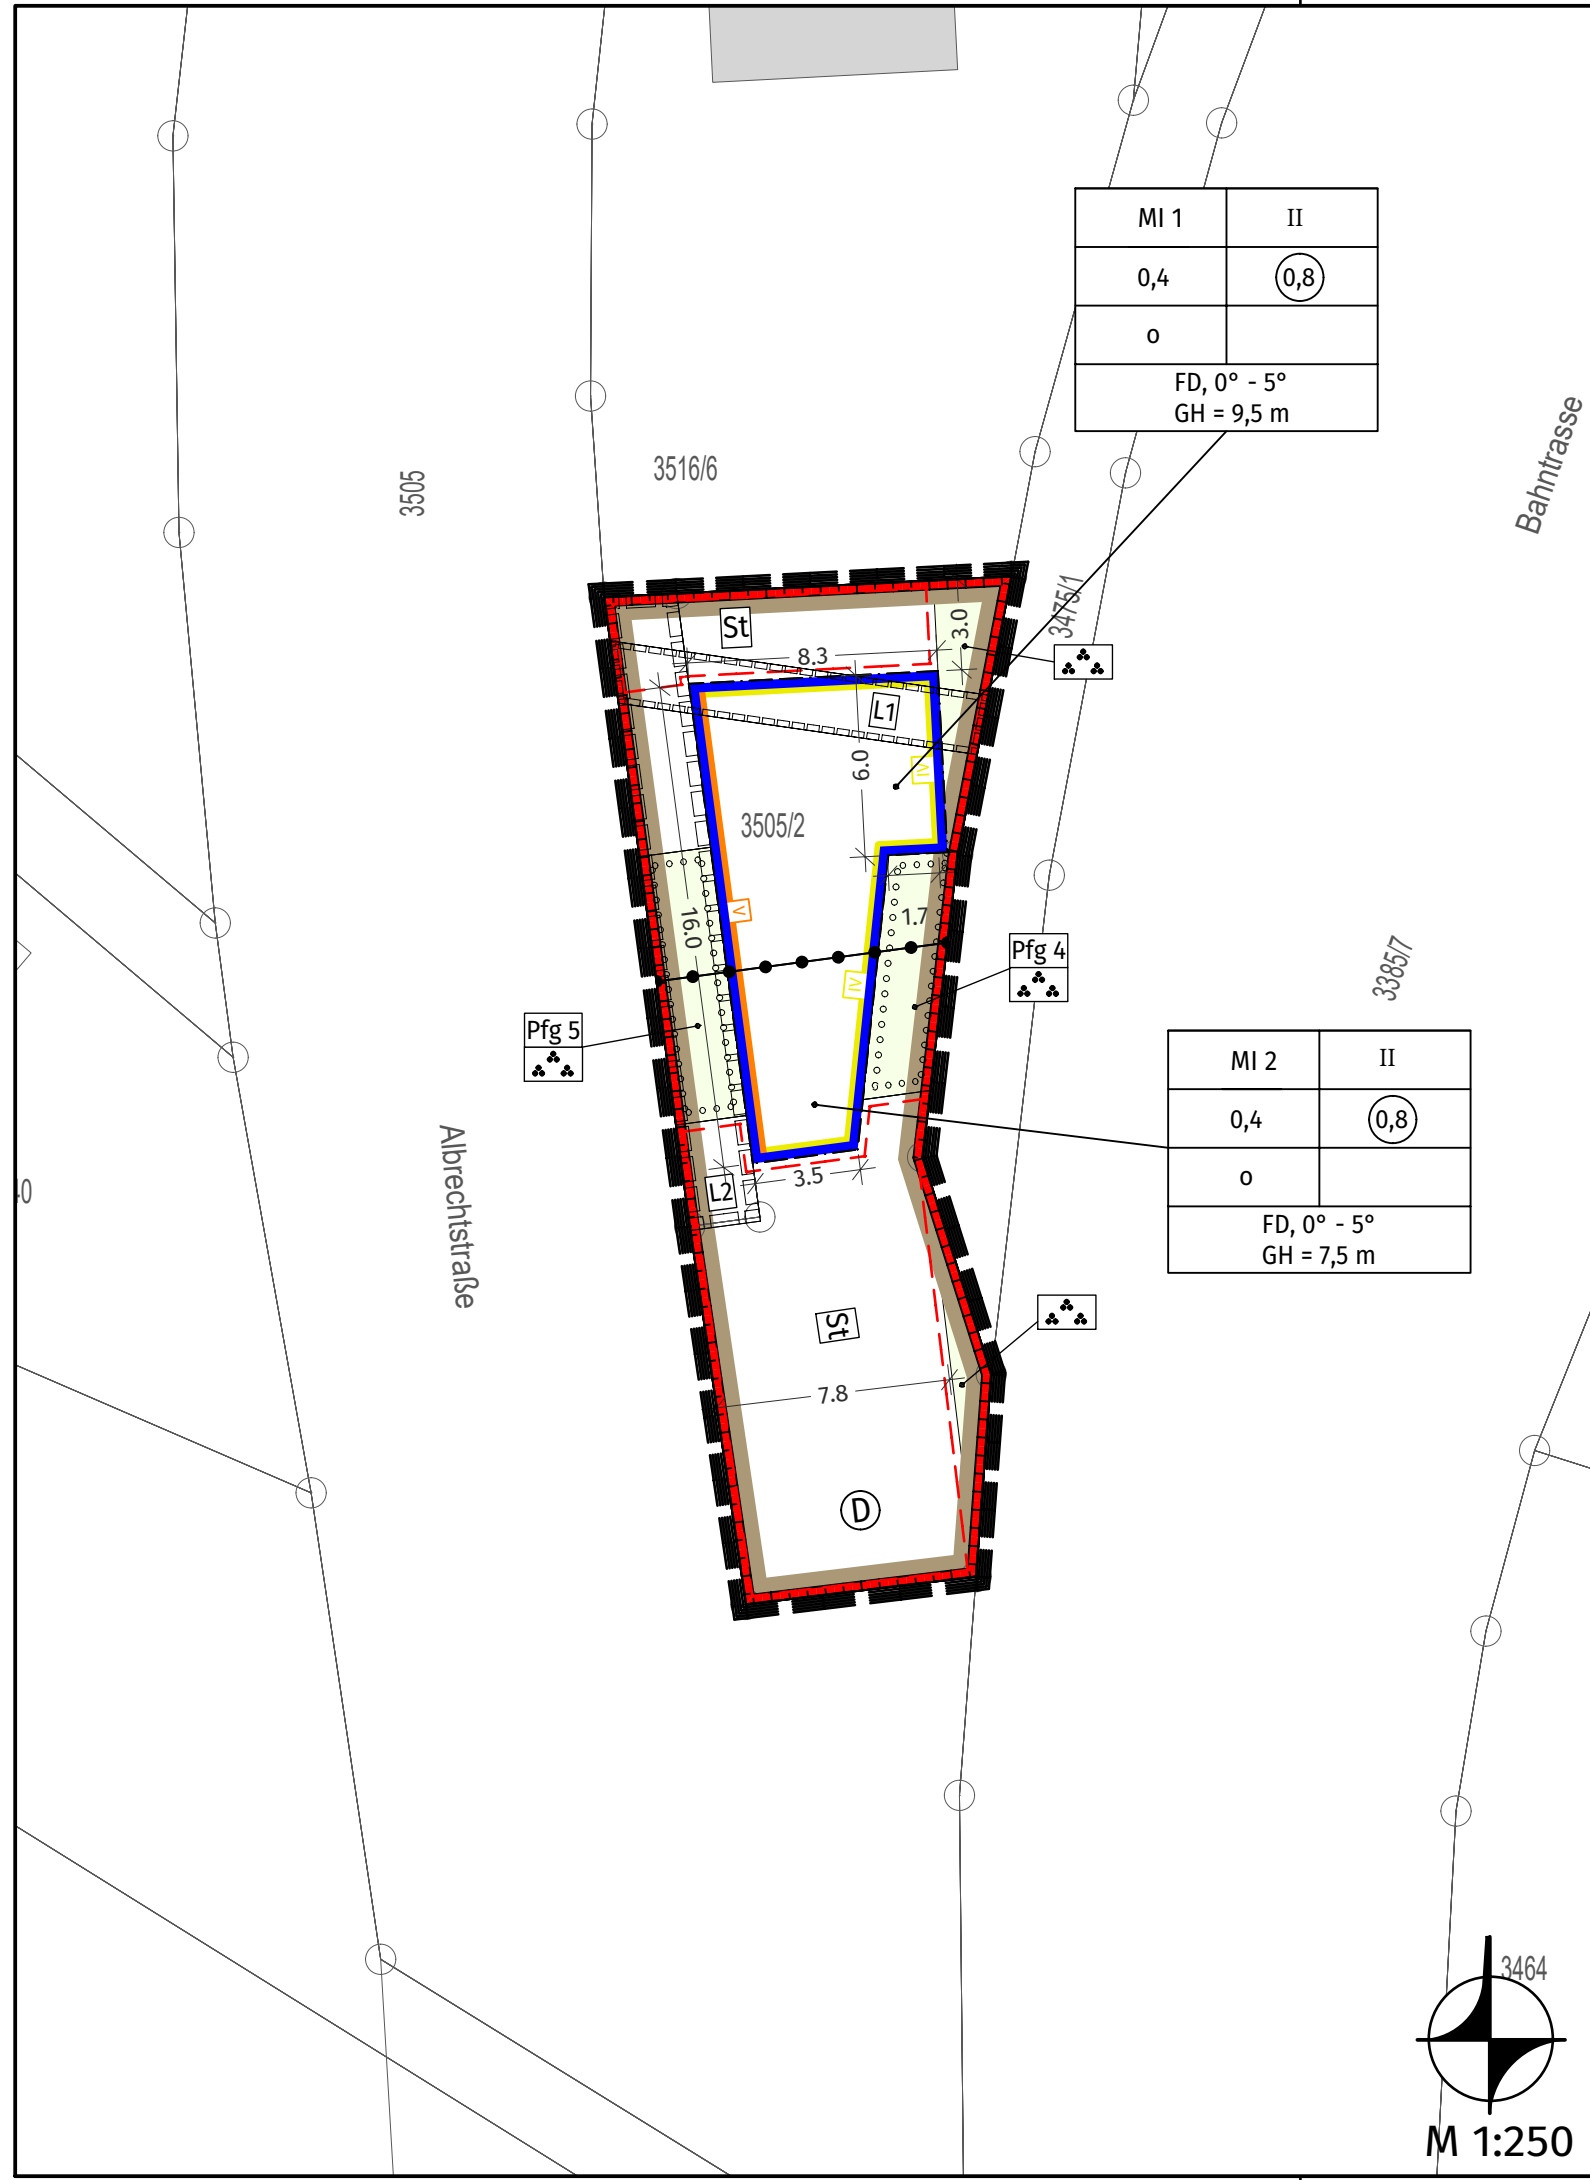 MI 1
II
0,4
0,8
o
FD, 0° - 5°
GH = 9,5 m
Bahntrasse
3516/6
3505
3475/1
St
3.0
8.3
L1
6.0
IV
3505/2
V
16.0
1.7
Pfg 4
3385/7
IV
Pfg 5
MI 2
II
0,4
0,8
o
FD, 0° - 5°
GH = 7,5 m
Albrechtstraße
L2
3.5
St
7.8
D
3464
M 1:250